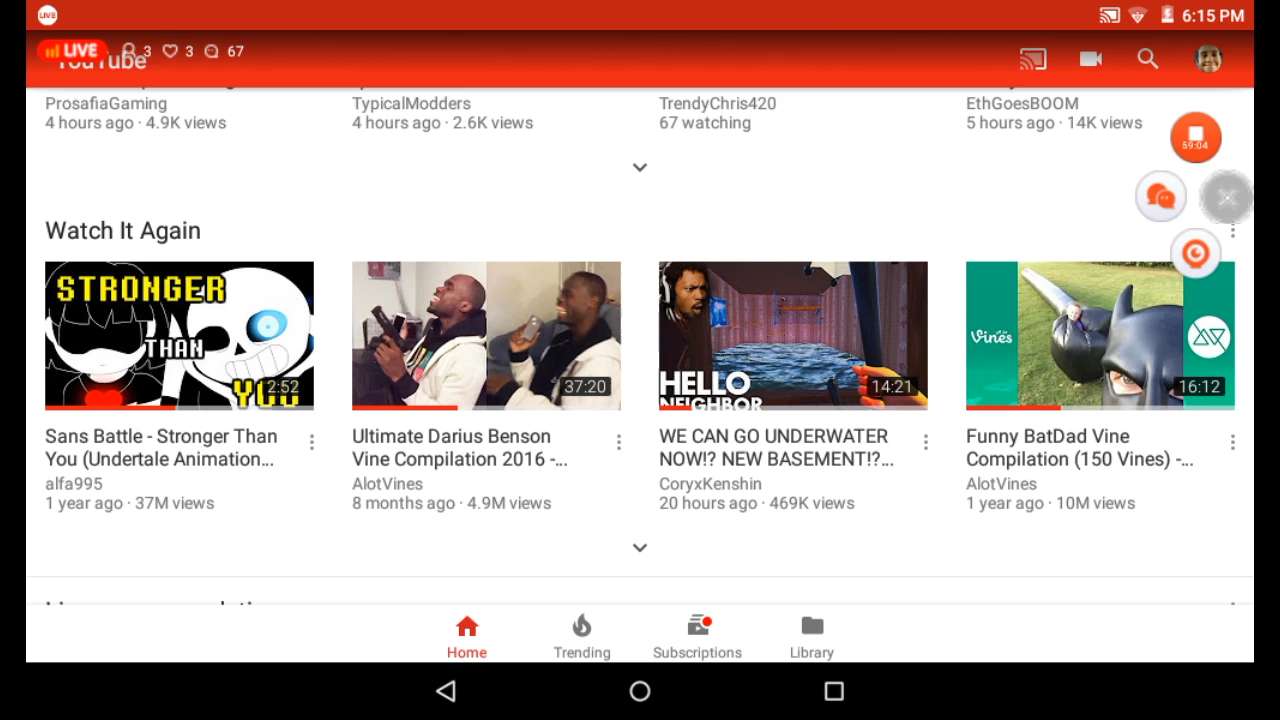 LIVE
6:15 PM
LIVE 3 3 67
YouTube
ProsafiaGaming
4 hours ago · 4.9K views
TypicalModders
4 hours ago · 2.6K views
TrendyChris420
67 watching
EthGoesBOOM
5 hours ago · 14K views
59:04
Watch It Again
STRONGER
THAN
YOU
2:52
37:20
HELLO
NEIGHBOR
14:21
Vines
16:12
Sans Battle - Stronger Than
You (Undertale Animation...
alfa995
1 year ago · 37M views
Ultimate Darius Benson
Vine Compilation 2016 -...
AlotVines
8 months ago · 4.9M views
WE CAN GO UNDERWATER
NOW!? NEW BASEMENT!?...
CoryxKenshin
20 hours ago · 469K views
Funny BatDad Vine
Compilation (150 Vines) -...
AlotVines
1 year ago · 10M views
Home
Trending
Subscriptions
Library